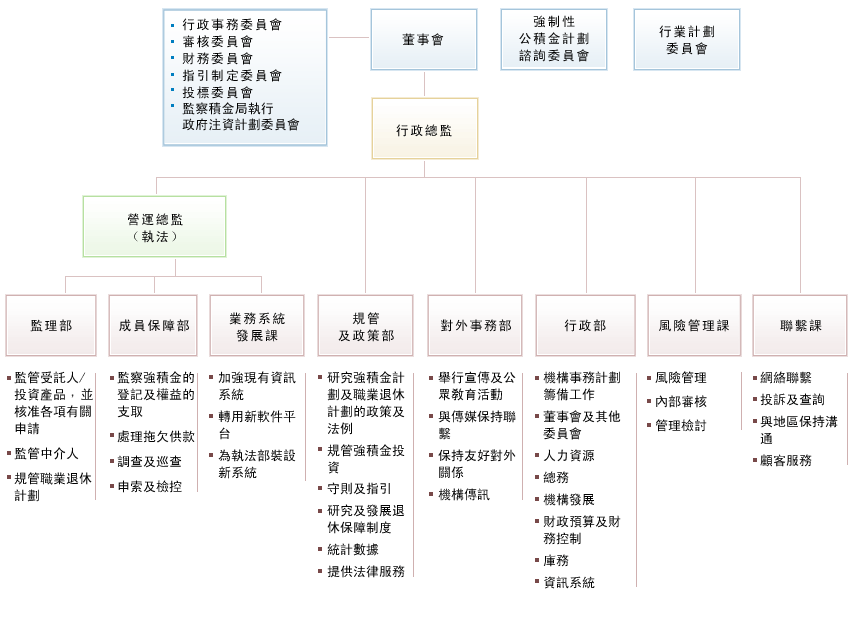 行政事務委員會
審核委員會
財務委員會
指引制定委員會
投標委員會
監察積金局執行
政府注資計劃委員會
董事會
強制性
公積金計劃
諮詢委員會
行業計劃
委員會
行政總監
營運總監
（執法）
監理部
成員保障部
業務系統
發展課
規管
及政策部
對外事務部
行政部
風險管理課
聯繫課
監管受託人/
投資產品，並
核准各項有關
申請
監管中介人
規管職業退休
計劃
監察強積金的
登記及權益的
支取
處理拖欠供款
調查及巡查
申索及檢控
加強現有資訊
系統
轉用新軟件平
台
為執法部裝設
新系統
研究強積金計
劃及職業退休
計劃的政策及
法例
規管強積金投
資
守則及指引
研究及發展退
休保障制度
統計數據
提供法律服務
舉行宣傳及公
眾教育活動
與傳媒保持聯
繫
保持友好對外
關係
機構傳訊
機構事務計劃
籌備工作
董事會及其他
委員會
人力資源
總務
機構發展
財政預算及財
務控制
庫務
資訊系統
風險管理
內部審核
管理檢討
網絡聯繫
投訴及查詢
與地區保持溝
通
顧客服務